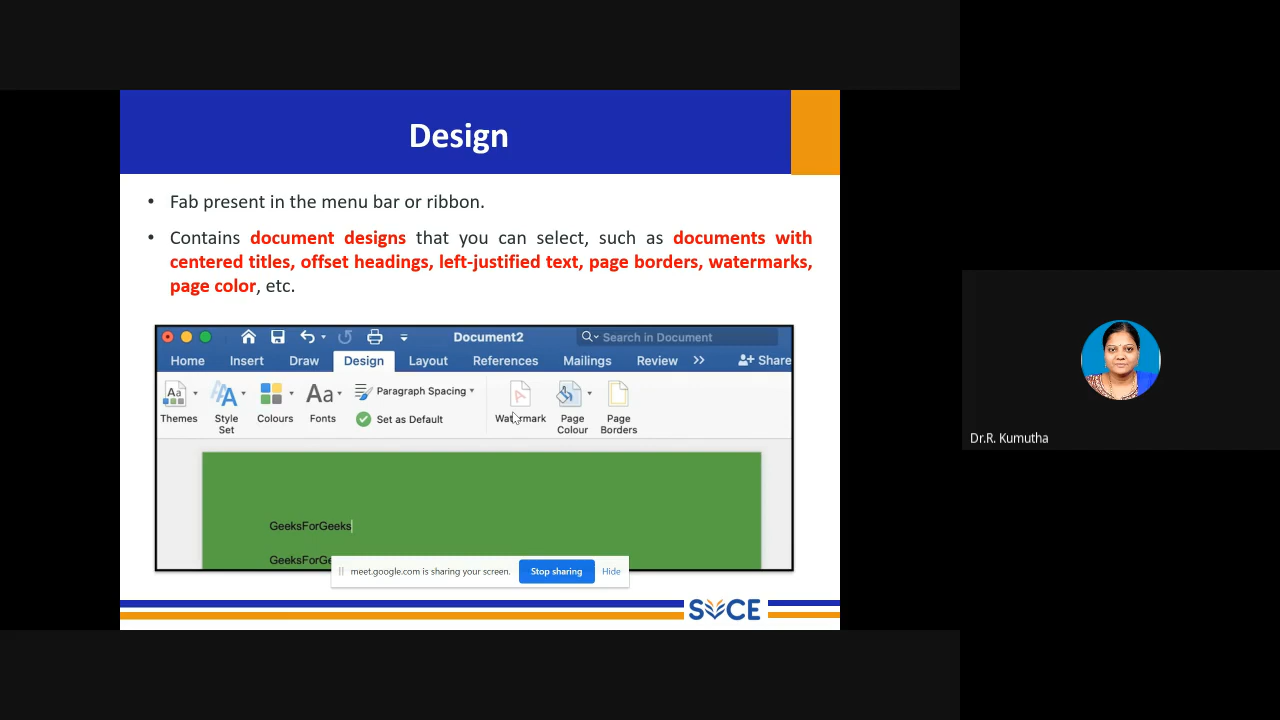 Design
• Fab present in the menu bar or ribbon.
• Contains document designs that you can select, such as documents with
centered titles, offset headings, left-justified text, page borders, watermarks,
page color, etc.
Document2
Search in Document
Home Insert Draw Design Layout References Mailings Review >> Share
Aa Aa Paragraph Spacing
Themes Style Set Colours Fonts Set as Default Watermark Page Colour Page Borders
GeeksForGeeks
GeeksForGe
meet.google.com is sharing your screen. Stop sharing Hide
SVCE
Dr.R. Kumutha